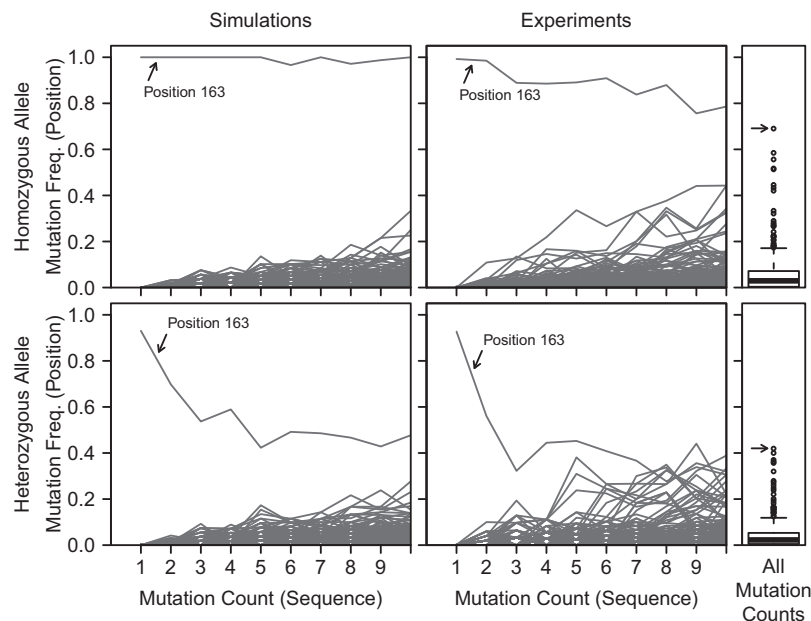 Simulations
Experiments
Homozygous Allele
Mutation Freq. (Position)
1.0
0.8
0.6
0.4
0.2
0.0
Position 163
Position 163
Heterozygous Allele
Mutation Freq. (Position)
1.0
0.8
0.6
0.4
0.2
0.0
Position 163
Position 163
1 2 3 4 5 6 7 8 9
1 2 3 4 5 6 7 8 9
Mutation Count (Sequence)
Mutation Count (Sequence)
All
Mutation
Counts